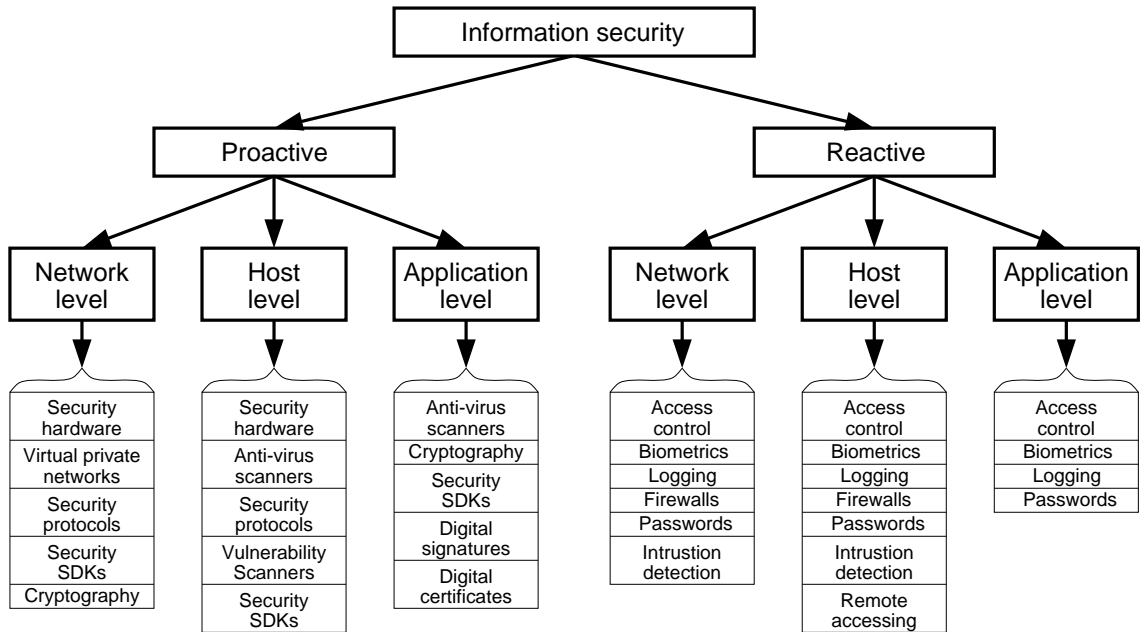 Information security
Proactive
Reactive
Network
level
Host
level
Application
level
Network
level
Host
level
Application
level
Security
hardware
Virtual private
networks
Security
protocols
Security
SDKs
Cryptography
Security
hardware
Anti-virus
scanners
Security
protocols
Vulnerability
Scanners
Security
SDKs
Anti-virus
scanners
Cryptography
Security
SDKs
Digital
signatures
Digital
certificates
Access
control
Biometrics
Logging
Firewalls
Passwords
Intrustion
detection
Access
control
Biometrics
Logging
Firewalls
Passwords
Intrustion
detection
Remote
accessing
Access
control
Biometrics
Logging
Passwords